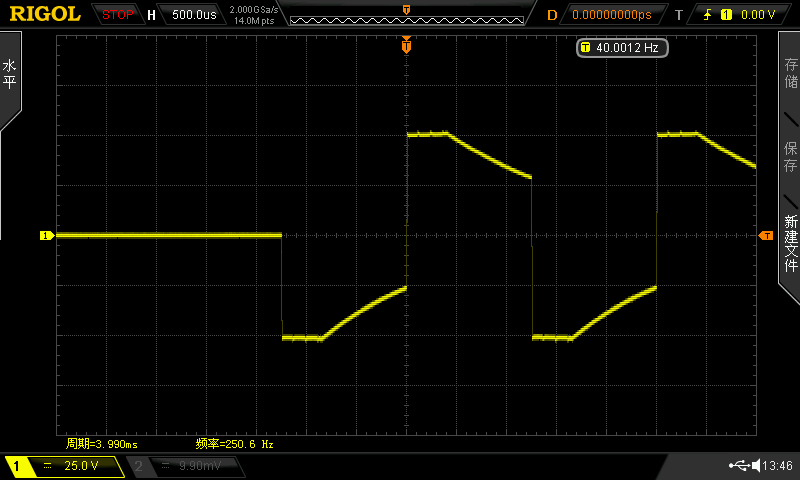 RIGOL STOP H 500.0us 2.000GSa/s 14.0M pts D 0.00000000ps T 1 0.00 V
T
T 40.0012 Hz
水平
存储
保存
新建文件
1
T
周期=3.990ms 频率=250.6 Hz
1 25.0 V 2 9.90mV 13:46